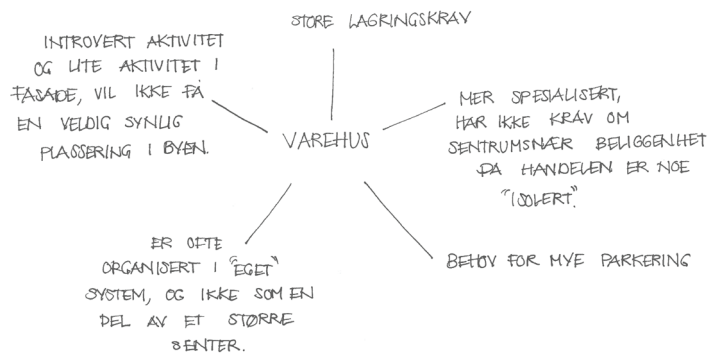 STORE LAGRINGSKRAV
INTROVERT AKTIVITET
OG LITE AKTIVITET I
FASADE, VIL IKKE FÅ
EN VELDIG SYNLIG
PLASSERING I BYEN.
VAREHUS
MER SPESIALISERT,
HAR IKKE KRAV OM
SENTRUMSNÆR BELIGGENHET
DA HANDELEN ER NOE
"ISOLERT".
ER OFTE
ORGANISERT I "EGET"
SYSTEM, OG IKKE SOM EN
DEL AV ET STØRRE
SENTER.
BEHOV FOR MYE PARKERING